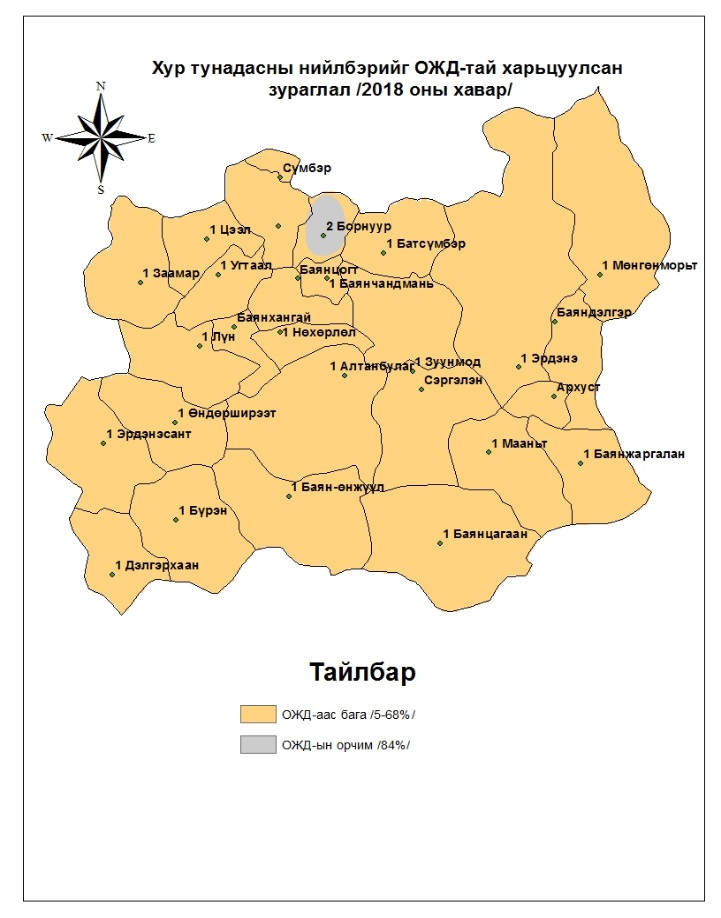 Хур тунадасны нийлбэрийг ОЖД-тай харьцуулсан
зураглал /2018 оны хавар/
N
W
E
S
Сүмбэр
1 Цээл
2 Борнуур
1 Батсүмбэр
1 Заамар
1 Угтаал
Баянцогт
1 Баянчандмань
1 Мөнгөнморьт
Баянхангай
1 Нөхөрлөл
1 Лүн
Баяндэлгэр
1 Алтанбулаг
1 Зуунмод
1 Эрдэнэ
Сэргэлэн
Архуст
1 Өндөрширээт
1 Эрдэнэсант
1 Мааньт
1 Баянжаргалан
1 Баян-өнжүүл
1 Бүрэн
1 Баянцагаан
1 Дэлгэрхаан
Тайлбар
ОЖД-аас бага /5-68%/
ОЖД-ын орчим /84%/